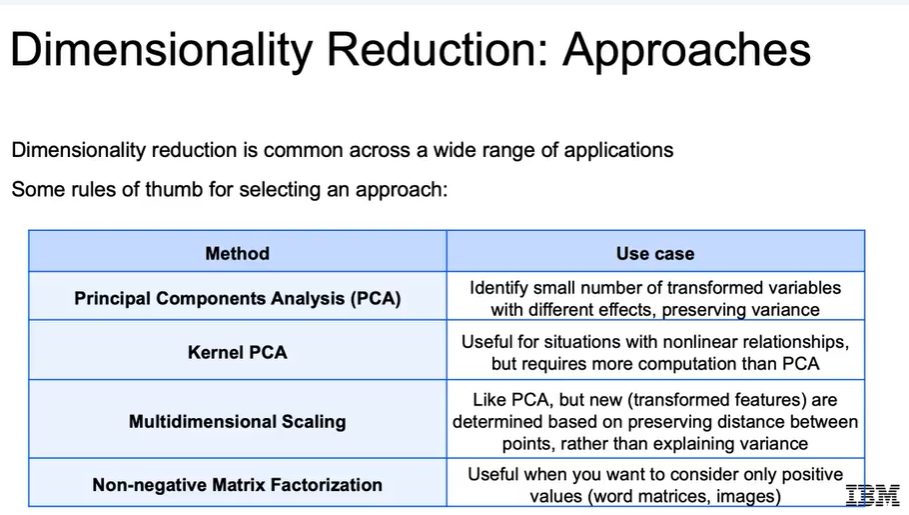 Dimensionality Reduction: Approaches
Dimensionality reduction is common across a wide range of applications
Some rules of thumb for selecting an approach:
Method
Use case
Principal Components Analysis (PCA)
Identify small number of transformed variables
with different effects, preserving variance
Kernel PCA
Useful for situations with nonlinear relationships,
but requires more computation than PCA
Multidimensional Scaling
Like PCA, but new (transformed features) are
determined based on preserving distance between
points, rather than explaining variance
Non-negative Matrix Factorization
Useful when you want to consider only positive
values (word matrices, images)
IBM